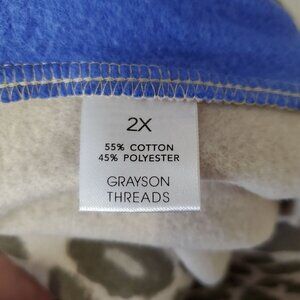 2X
55% COTTON
45% POLYESTER
GRAYSON
THREADS